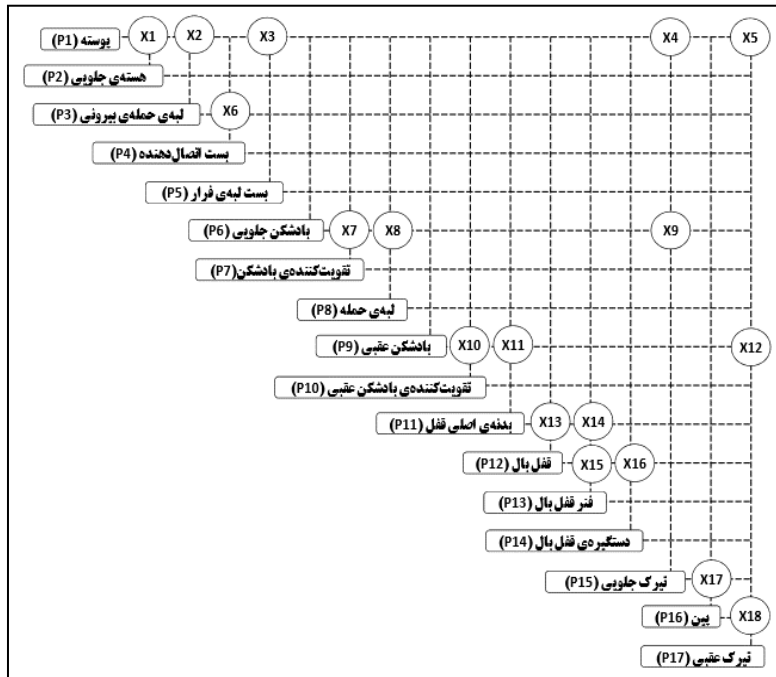 پوسته (P1) X1 X2 X3 X4 X5
هسته‌ی جلویی (P2)
لبه‌ی حمله‌ی بیرونی (P3) X6
بست اتصال‌دهنده (P4)
بست لبه‌ی فرار (P5)
بادشکن جلویی (P6) X7 X8 X9
تقویت‌کننده‌ی بادشکن(P7)
لبه‌ی حمله (P8)
بادشکن عقبی (P9) X10 X11 X12
تقویت‌کننده‌ی بادشکن عقبی (P10)
بدنه‌ی اصلی قفل (P11) X13 X14
قفل بال (P12) X15 X16
فنر قفل بال (P13)
دستگیره‌ی قفل بال (P14)
تیرک جلویی (P15) X17
پین (P16) X18
تیرک عقبی (P17)